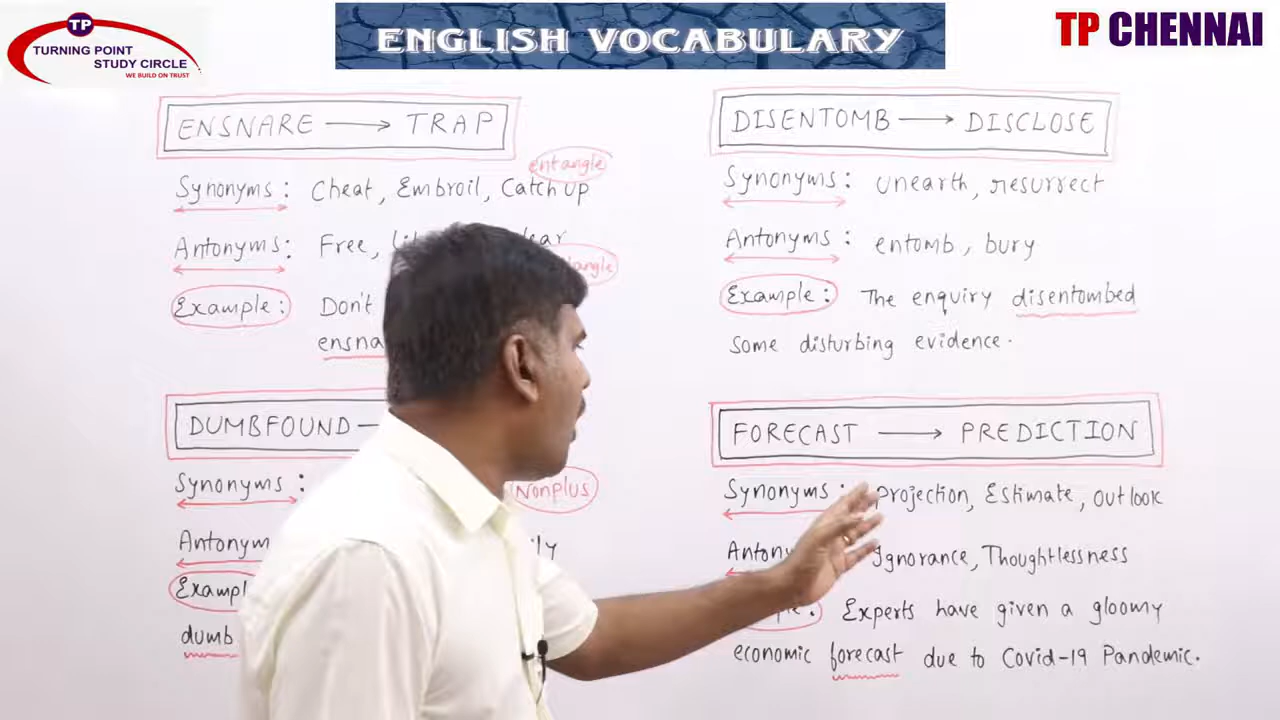 TP
TURNING POINT
STUDY CIRCLE
WE BUILD ON TRUST
ENGLISH VOCABULARY
TP CHENNAI
ENSNARE → TRAP
entangle
Synonyms: Cheat, Embroil, Catch up
Antonyms: Free,
Example: Don't
DUMBFOUND
Synonyms: Nonplus
dumb
DISENTOMB → DISCLOSE
Synonyms: unearth, resurrect
Antonyms: entomb, bury
Example: The enquiry disentombed
some disturbing evidence.
FORECAST → PREDICTION
Synonyms: Projection, Estimate, outlook
Ignorance, Thoughtlessness
Experts have given a gloomy
economic forecast due to Covid-19 Pandemic.